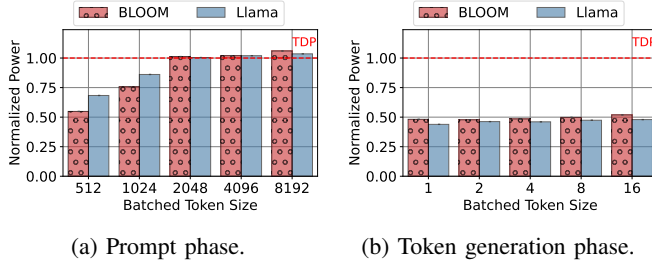 BLOOM Llama
TDP
Normalized Power
1.00
0.75
0.50
0.25
0.00
512 1024 2048 4096 8192
Batched Token Size
(a) Prompt phase.
BLOOM Llama
TDP
Normalized Power
1.00
0.75
0.50
0.25
0.00
1 2 4 8 16
Batched Token Size
(b) Token generation phase.